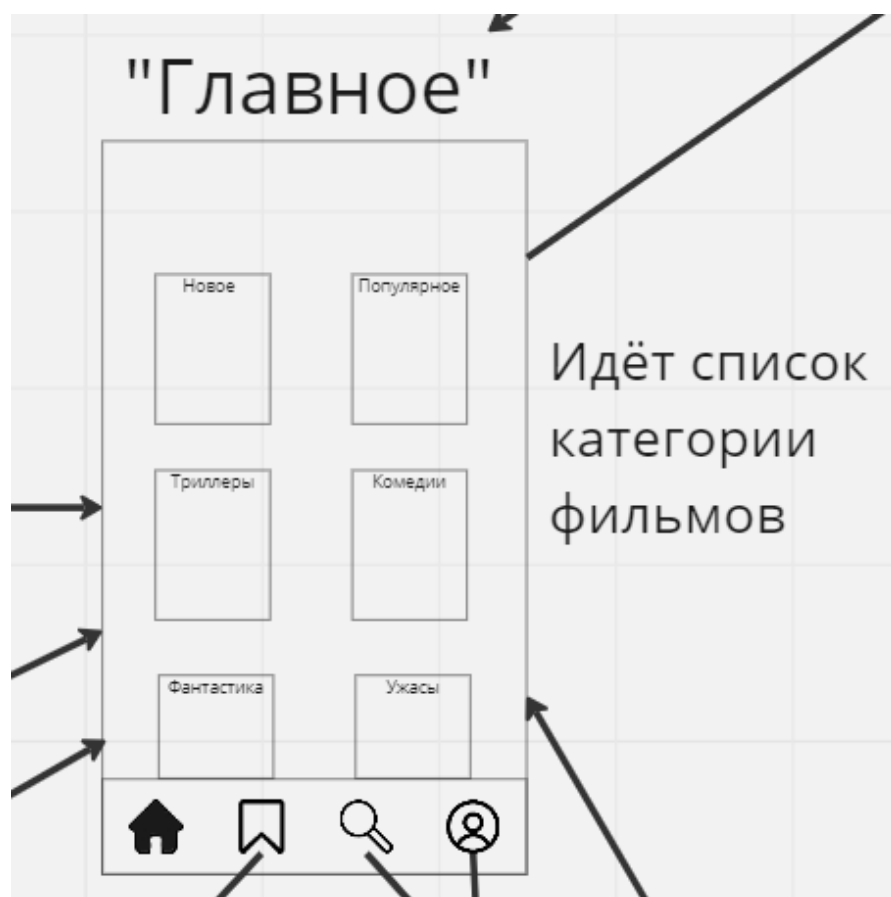 "Главное"
Новое
Популярное
Идёт список
категории
фильмов
Триллеры
Комедии
Фантастика
Ужасы